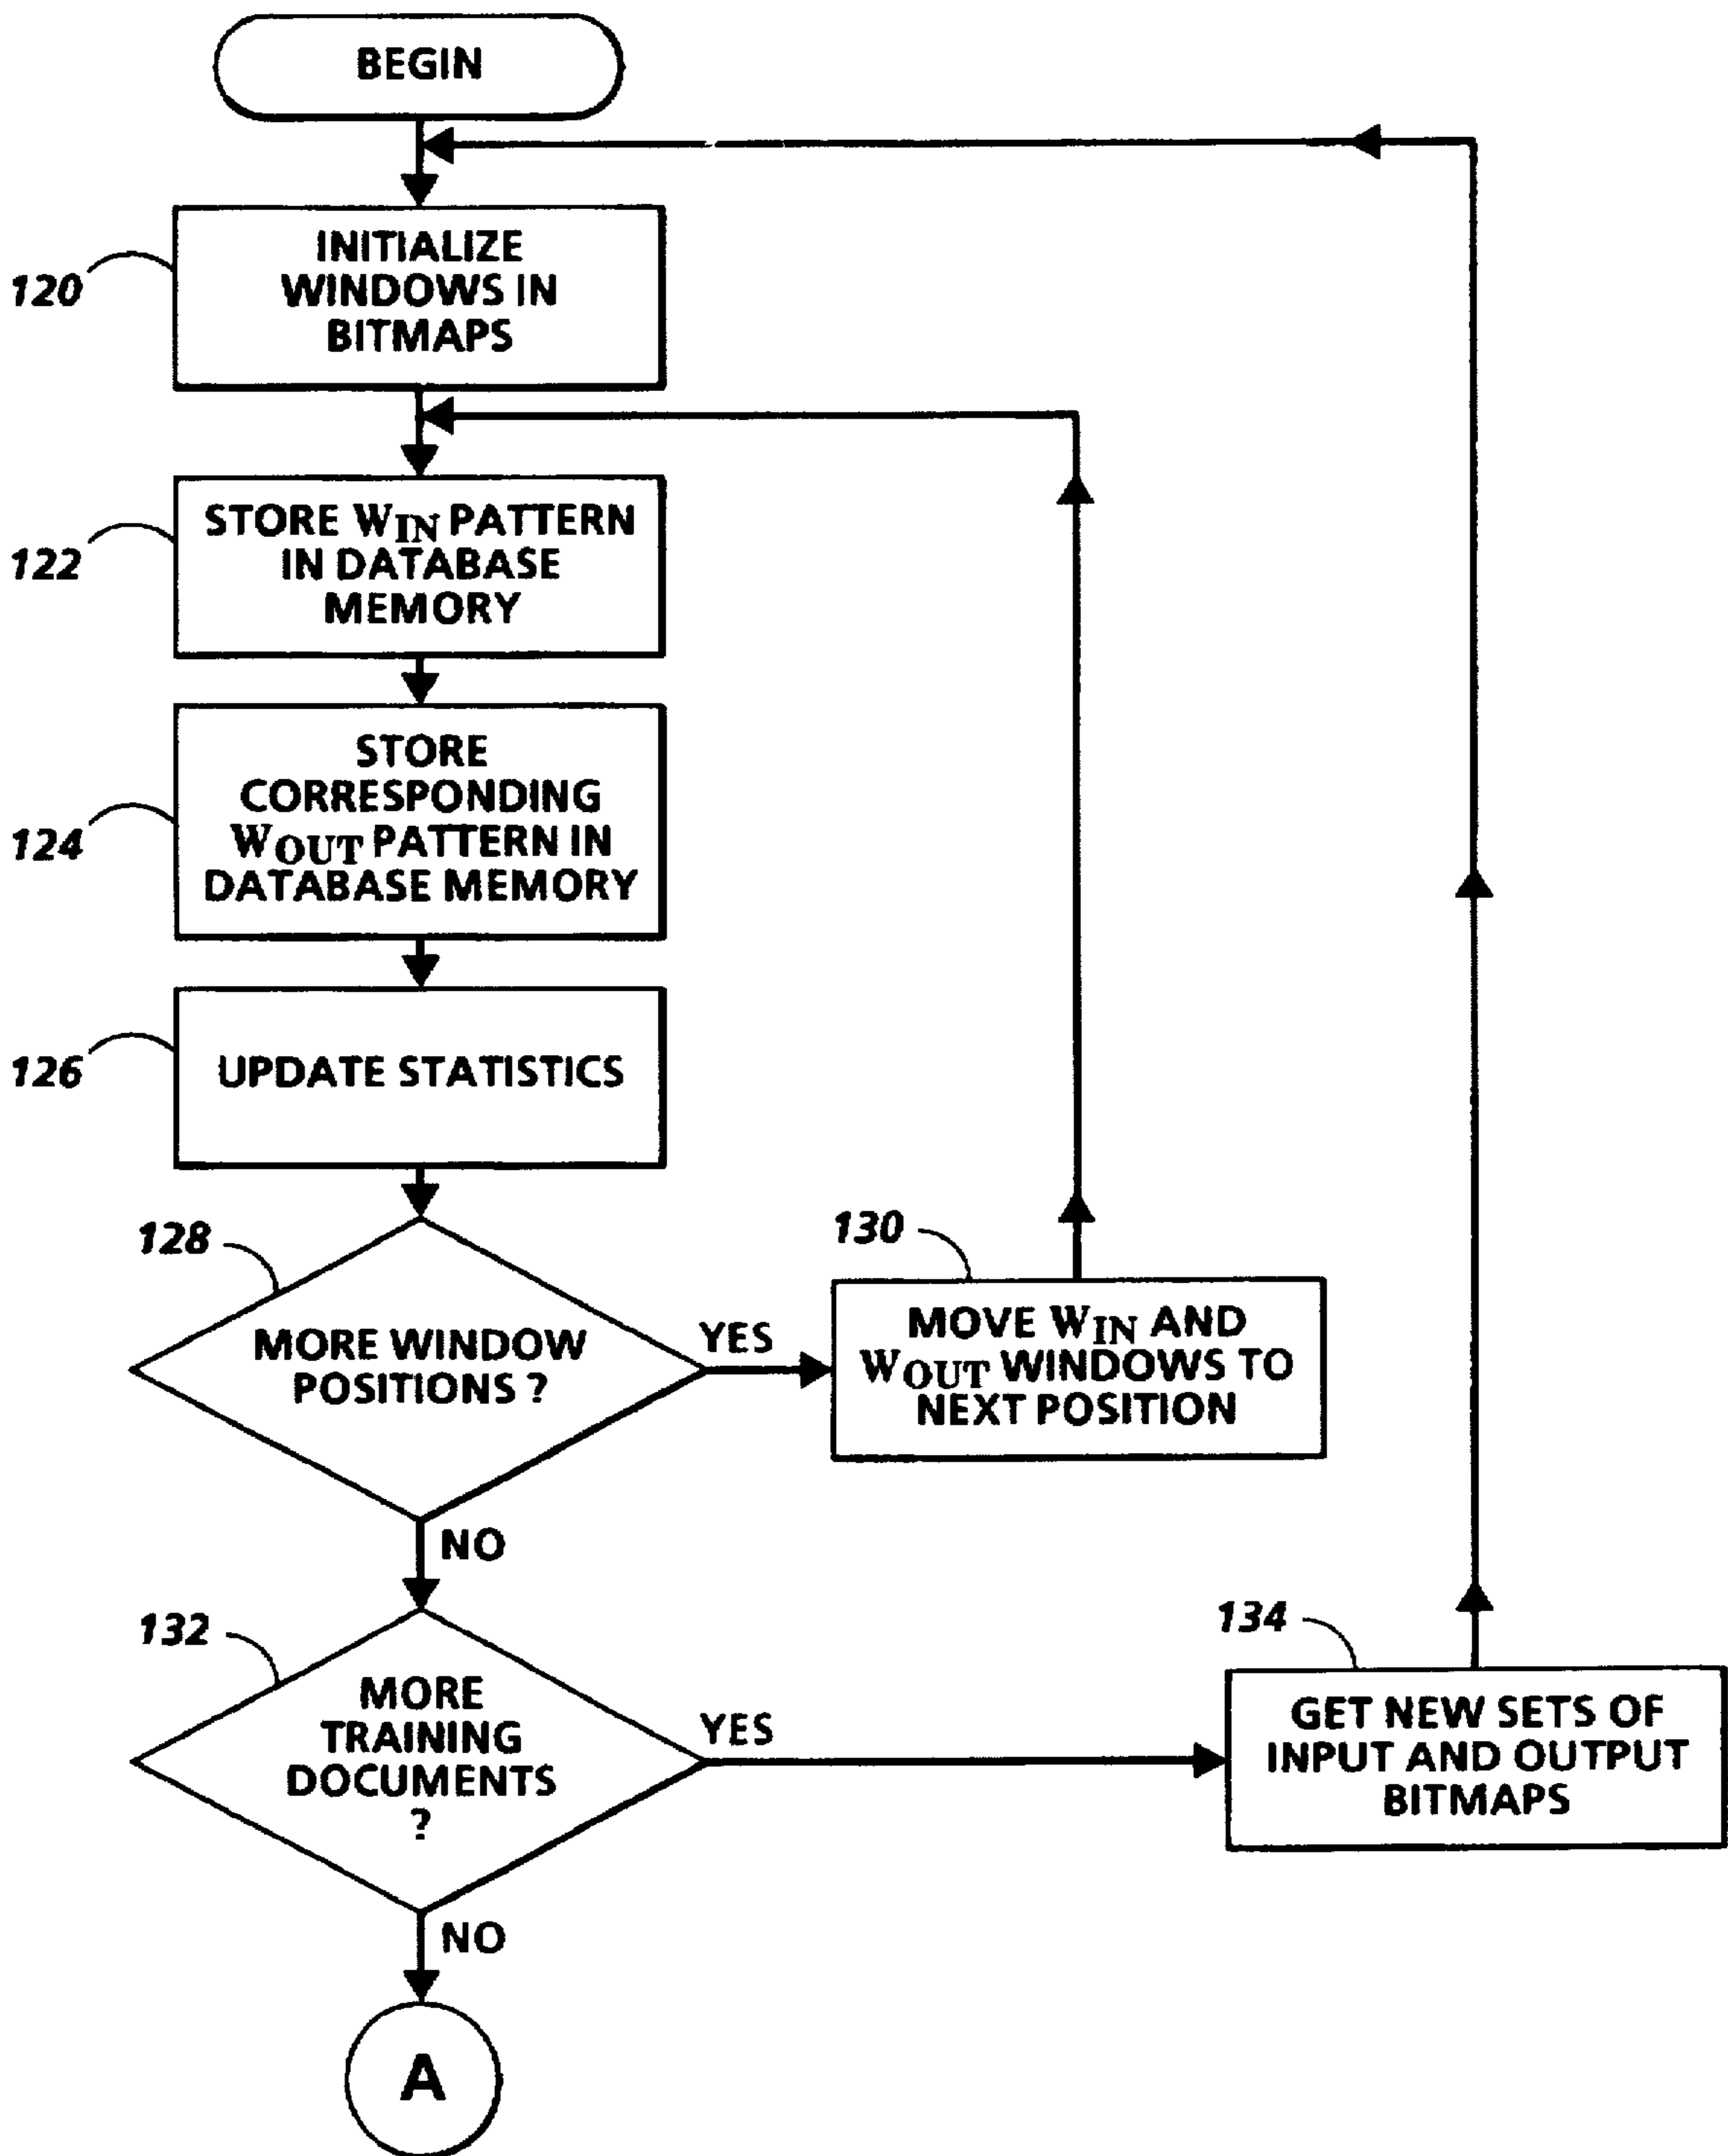 BEGIN
120
INITIALIZE
WINDOWS IN
BITMAPS
122
STORE WIN PATTERN
IN DATABASE
MEMORY
124
STORE
CORRESPONDING
WOUT PATTERN IN
DATABASE MEMORY
126
UPDATE STATISTICS
128
MORE WINDOW
POSITIONS ?
YES
130
MOVE WIN AND
WOUT WINDOWS TO
NEXT POSITION
NO
132
MORE
TRAINING
DOCUMENTS
?
YES
134
GET NEW SETS OF
INPUT AND OUTPUT
BITMAPS
NO
A